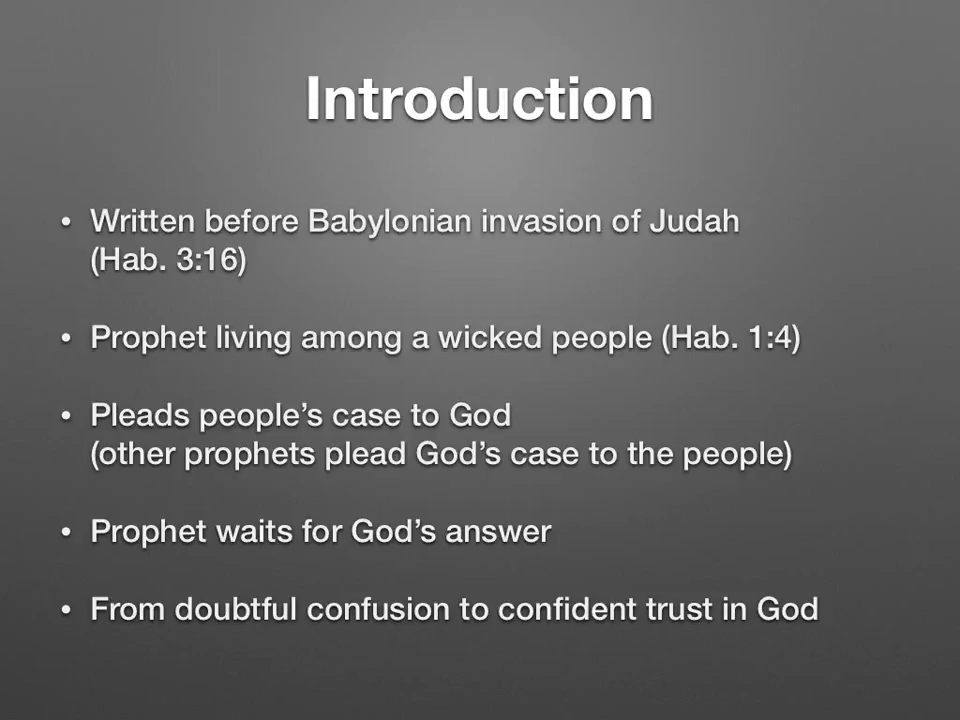 Introduction
• Written before Babylonian invasion of Judah
(Hab. 3:16)
• Prophet living among a wicked people (Hab. 1:4)
• Pleads people’s case to God
(other prophets plead God’s case to the people)
• Prophet waits for God’s answer
• From doubtful confusion to confident trust in God